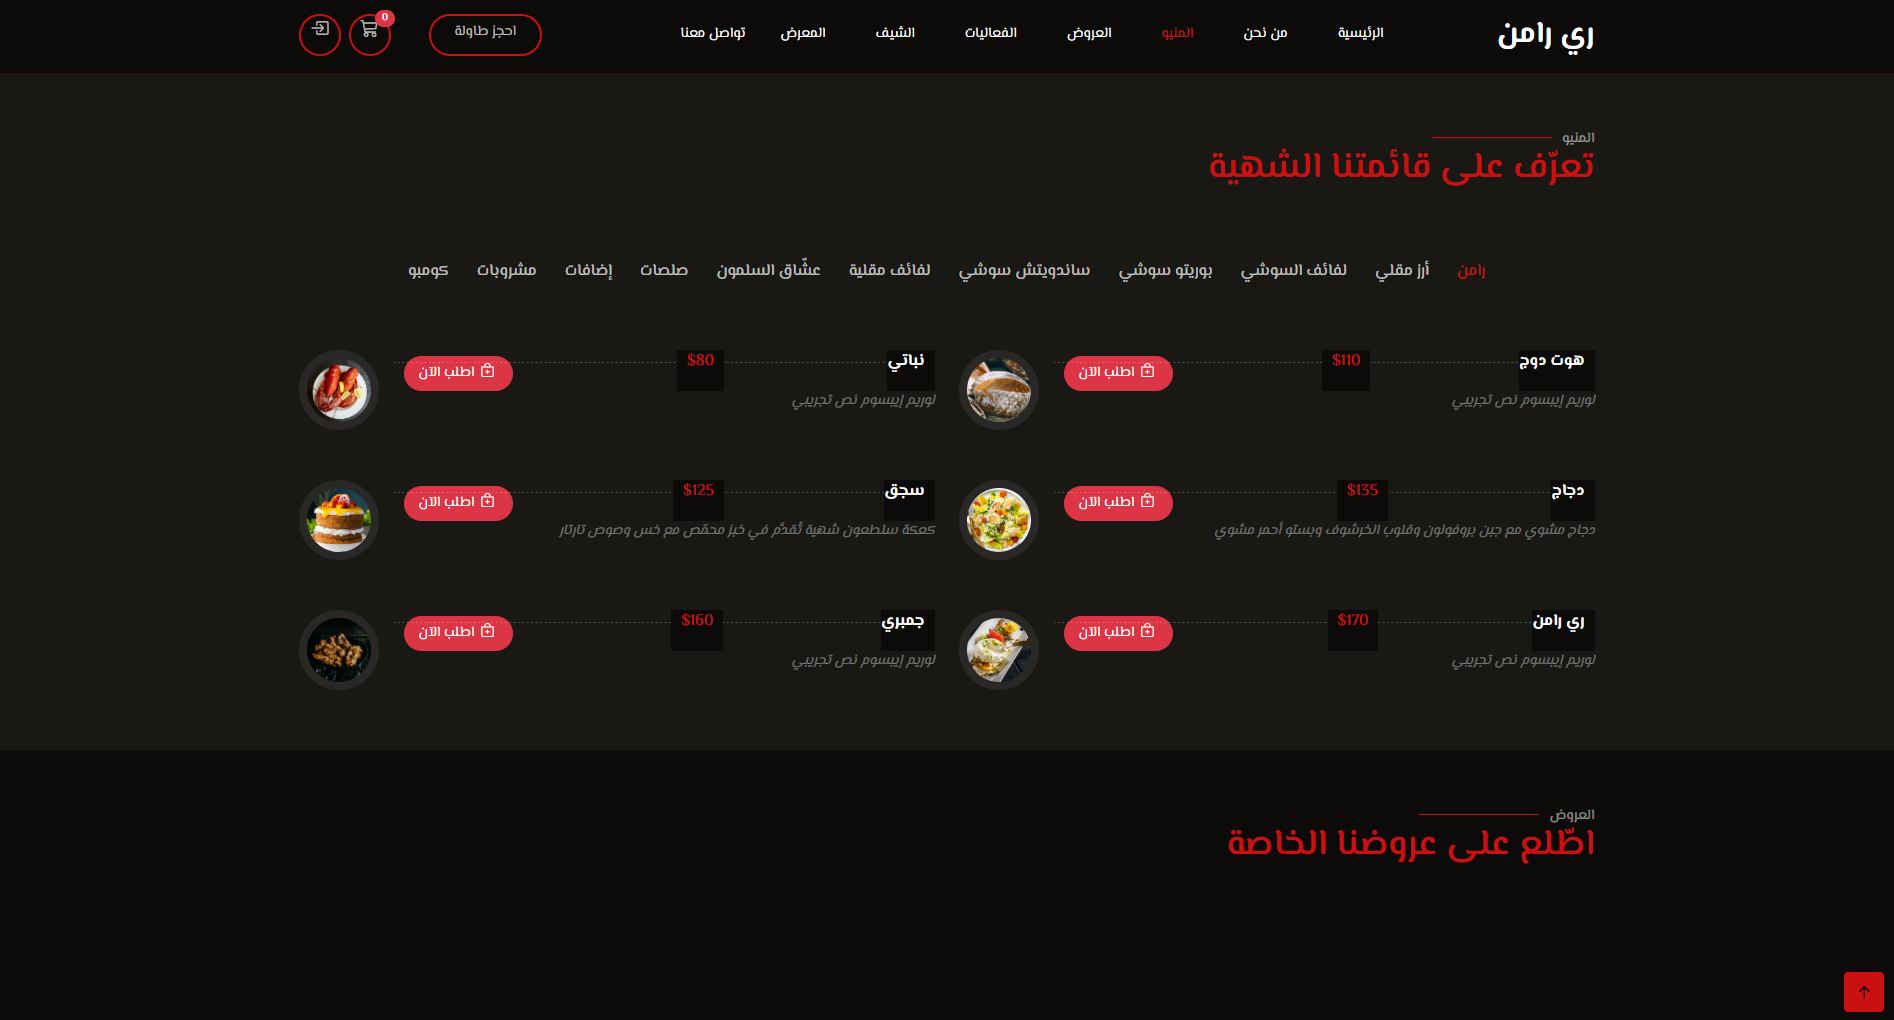 ري رامن
الرئيسية من نحن المنيو العروض الفعاليات الشيف المعرض تواصل معنا
احجز طاولة
0
المنيو
تعرّف على قائمتنا الشهية
رامن أرز مقلي لفائف السوشي بوريتو سوشي ساندويتش سوشي لفائف مقلية عشّاق السلمون صلصات إضافات مشروبات كومبو
هوت دوج $110 اطلب الآن
لوريم إيبسوم نص تجريبي
نباتي $80 اطلب الآن
لوريم إيبسوم نص تجريبي
دجاج $135 اطلب الآن
دجاج مشوي مع جبن بروفولون وقلوب الخرشوف وبستو أحمر مشوي
سجق $125 اطلب الآن
كعكة سلطعون شهية تُقدَّم في خبز محمّص مع خس وصوص تارتار
ري رامن $170 اطلب الآن
لوريم إيبسوم نص تجريبي
جمبري $160 اطلب الآن
لوريم إيبسوم نص تجريبي
العروض
اطّلع على عروضنا الخاصة